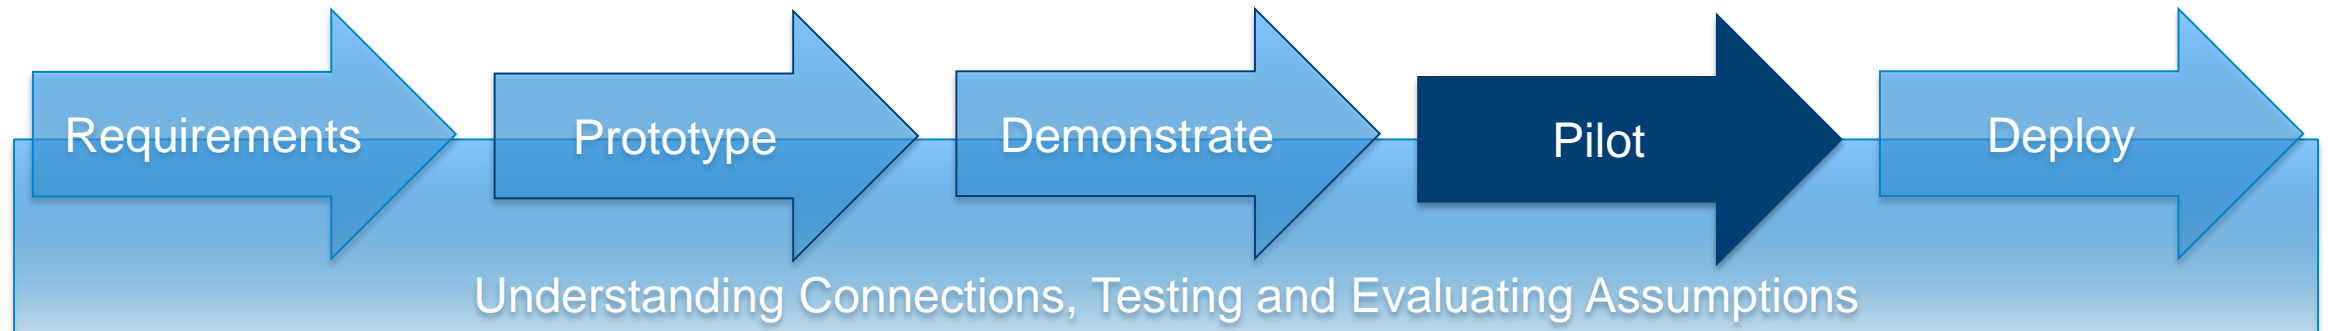 Requirements
Prototype
Demonstrate
Pilot
Deploy
Understanding Connections, Testing and Evaluating Assumptions